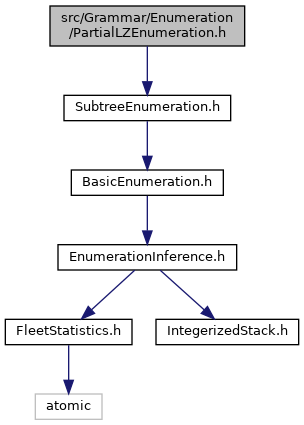 src/Grammar/Enumeration
/PartialLZEnumeration.h
SubtreeEnumeration.h
BasicEnumeration.h
EnumerationInference.h
FleetStatistics.h
IntegerizedStack.h
atomic